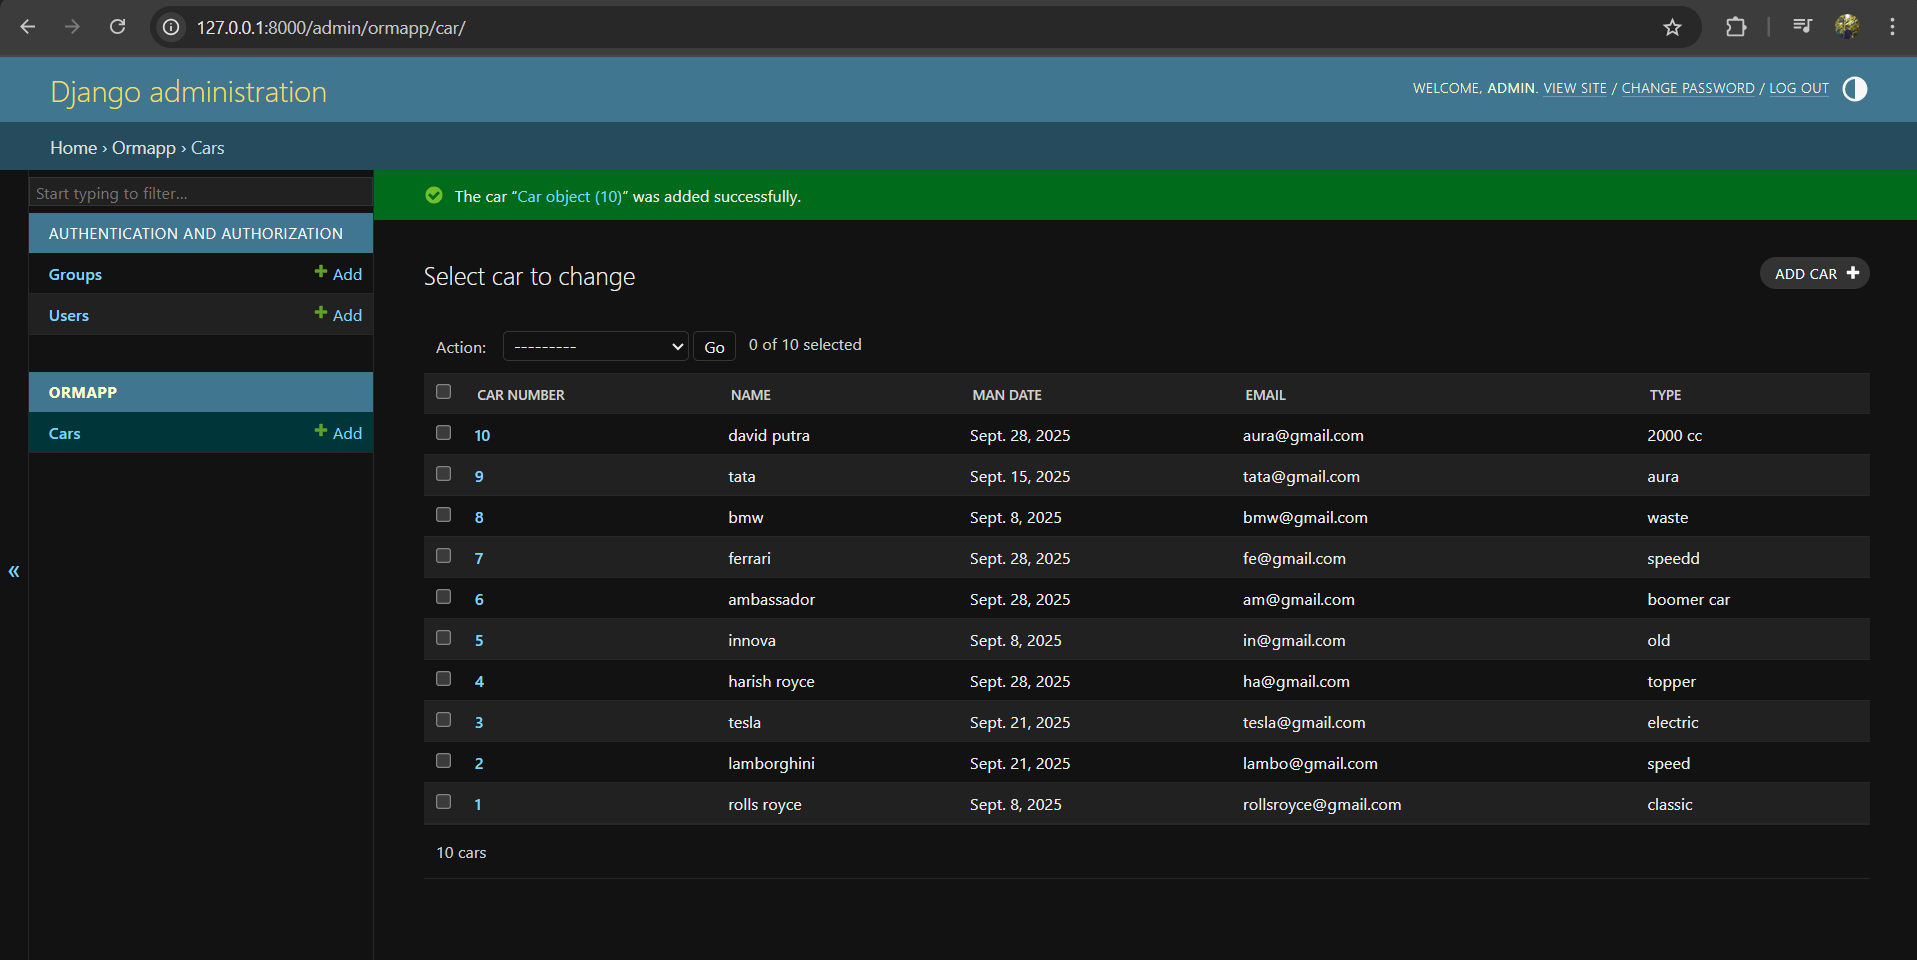 127.0.0.1:8000/admin/ormapp/car/
Django administration
WELCOME, ADMIN. VIEW SITE / CHANGE PASSWORD / LOG OUT
Home › Ormapp › Cars
Start typing to filter...
AUTHENTICATION AND AUTHORIZATION
Groups + Add
Users + Add
ORMAPP
Cars + Add
«
The car “Car object (10)” was added successfully.
Select car to change
ADD CAR +
Action: --------- Go 0 of 10 selected
CAR NUMBER NAME MAN DATE EMAIL TYPE
10 david putra Sept. 28, 2025 aura@gmail.com 2000 cc
9 tata Sept. 15, 2025 tata@gmail.com aura
8 bmw Sept. 8, 2025 bmw@gmail.com waste
7 ferrari Sept. 28, 2025 fe@gmail.com speedd
6 ambassador Sept. 28, 2025 am@gmail.com boomer car
5 innova Sept. 8, 2025 in@gmail.com old
4 harish royce Sept. 28, 2025 ha@gmail.com topper
3 tesla Sept. 21, 2025 tesla@gmail.com electric
2 lamborghini Sept. 21, 2025 lambo@gmail.com speed
1 rolls royce Sept. 8, 2025 rollsroyce@gmail.com classic
10 cars